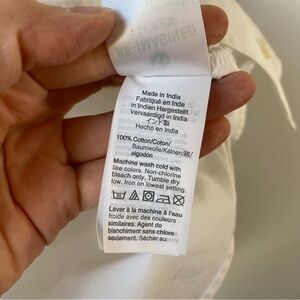 RE-IMAGINED
Made in India
Fabriqué en Inde
in Indien Hergestellt
Vervaardigd in India
インド製
Hecho en India
100% Cotton/Coton/
algodón
Machine wash cold with
like colors. Non-chlorine
bleach only. Tumble dry
low. Iron on lowest setting.
Laver à la machine à l'eau
froide avec des couleurs
similaires. Agent de
blanchiment sans chlore
seulement. Sécher au